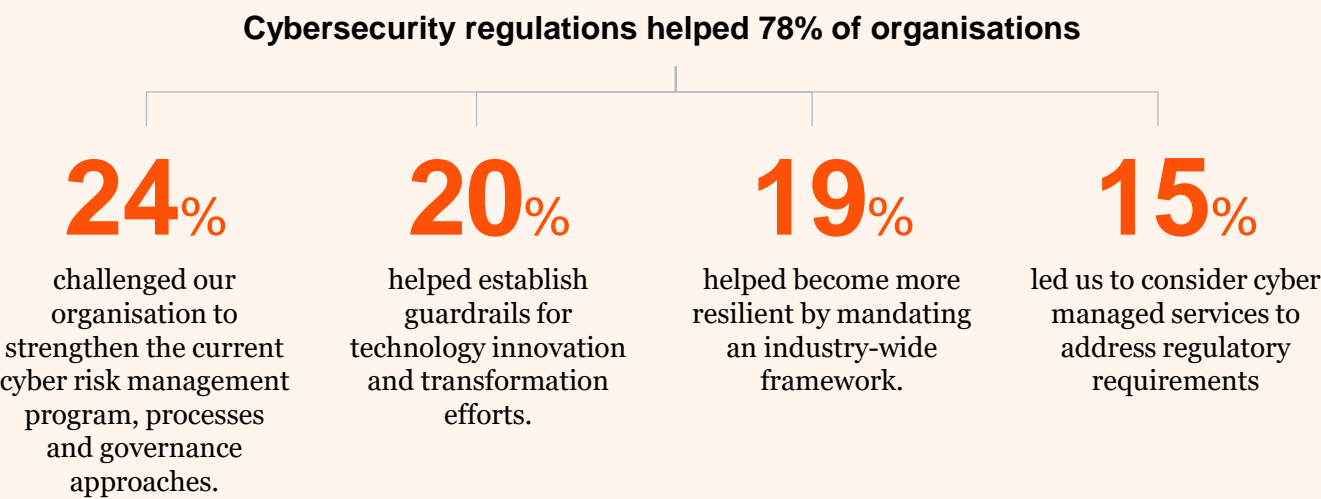 Cybersecurity regulations helped 78% of organisations
24%
challenged our
organisation to
strengthen the current
cyber risk management
program, processes
and governance
approaches.
20%
helped establish
guardrails for
technology innovation
and transformation
efforts.
19%
helped become more
resilient by mandating
an industry-wide
framework.
15%
led us to consider cyber
managed services to
address regulatory
requirements